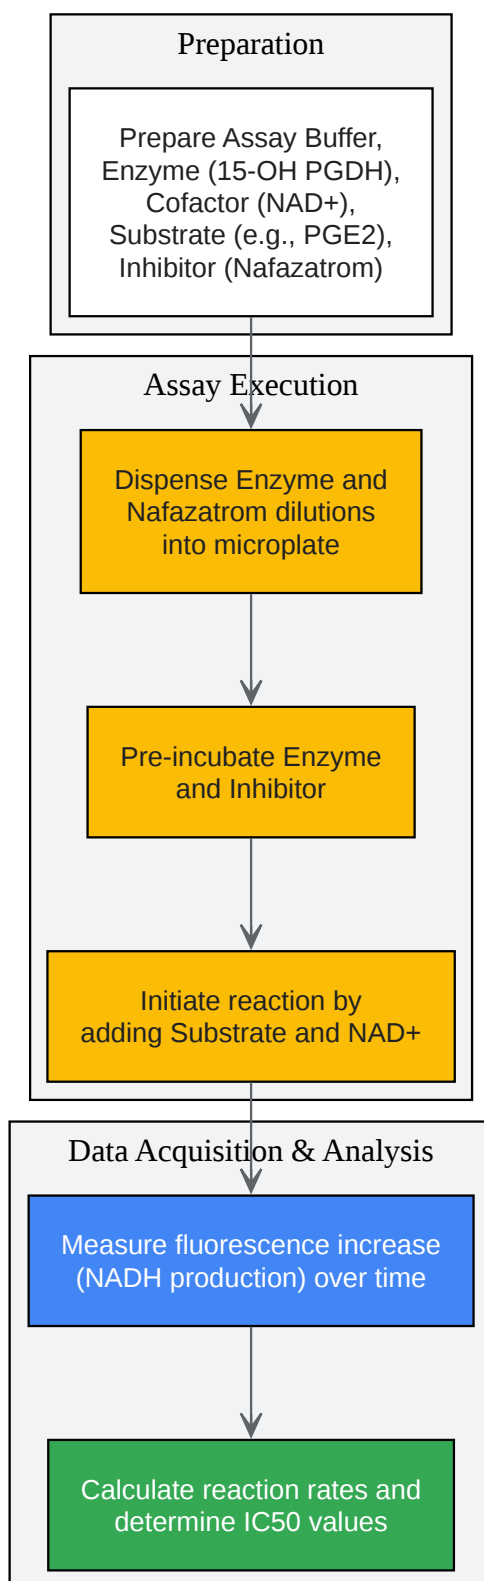 Preparation
Prepare Assay Buffer,
Enzyme (15-OH PGDH),
Cofactor (NAD+),
Substrate (e.g., PGE2),
Inhibitor (Nafazatrom)
Assay Execution
Dispense Enzyme and
Nafazatrom dilutions
into microplate
Pre-incubate Enzyme
and Inhibitor
Initiate reaction by
adding Substrate and NAD+
Data Acquisition & Analysis
Measure fluorescence increase
(NADH production) over time
Calculate reaction rates and
determine IC50 values